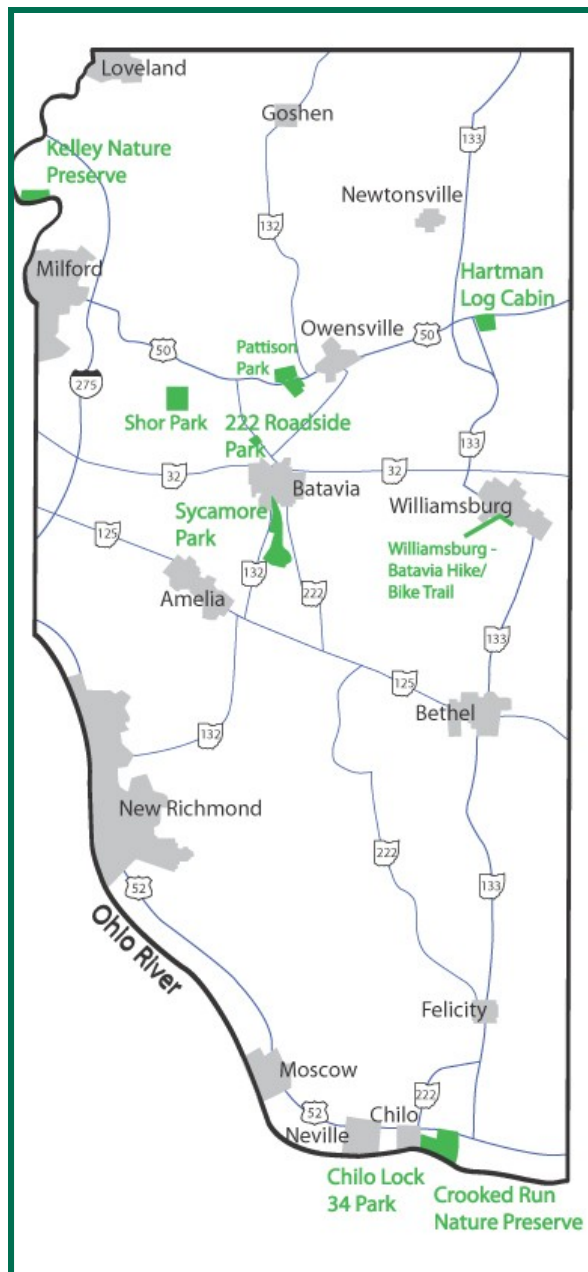 Loveland
Goshen
133
Kelley Nature
Preserve
Newtonsville
132
Milford
Hartman
Log Cabin
Owensville
50
50
Pattison
Park
275
Shor Park
222 Roadside
Park
133
32
Batavia
32
Sycamore
Park
Williamsburg
125
Williamsburg -
Batavia Hike/
Bike Trail
132
Amelia
222
133
125
Bethel
132
New Richmond
222
52
133
Ohio River
Felicity
Moscow
222
52
Chilo
Neville
Chilo Lock
34 Park
Crooked Run
Nature Preserve